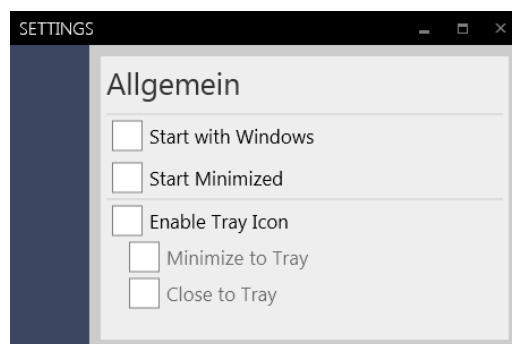 SETTINGS
Allgemein
Start with Windows
Start Minimized
Enable Tray Icon
Minimize to Tray
Close to Tray